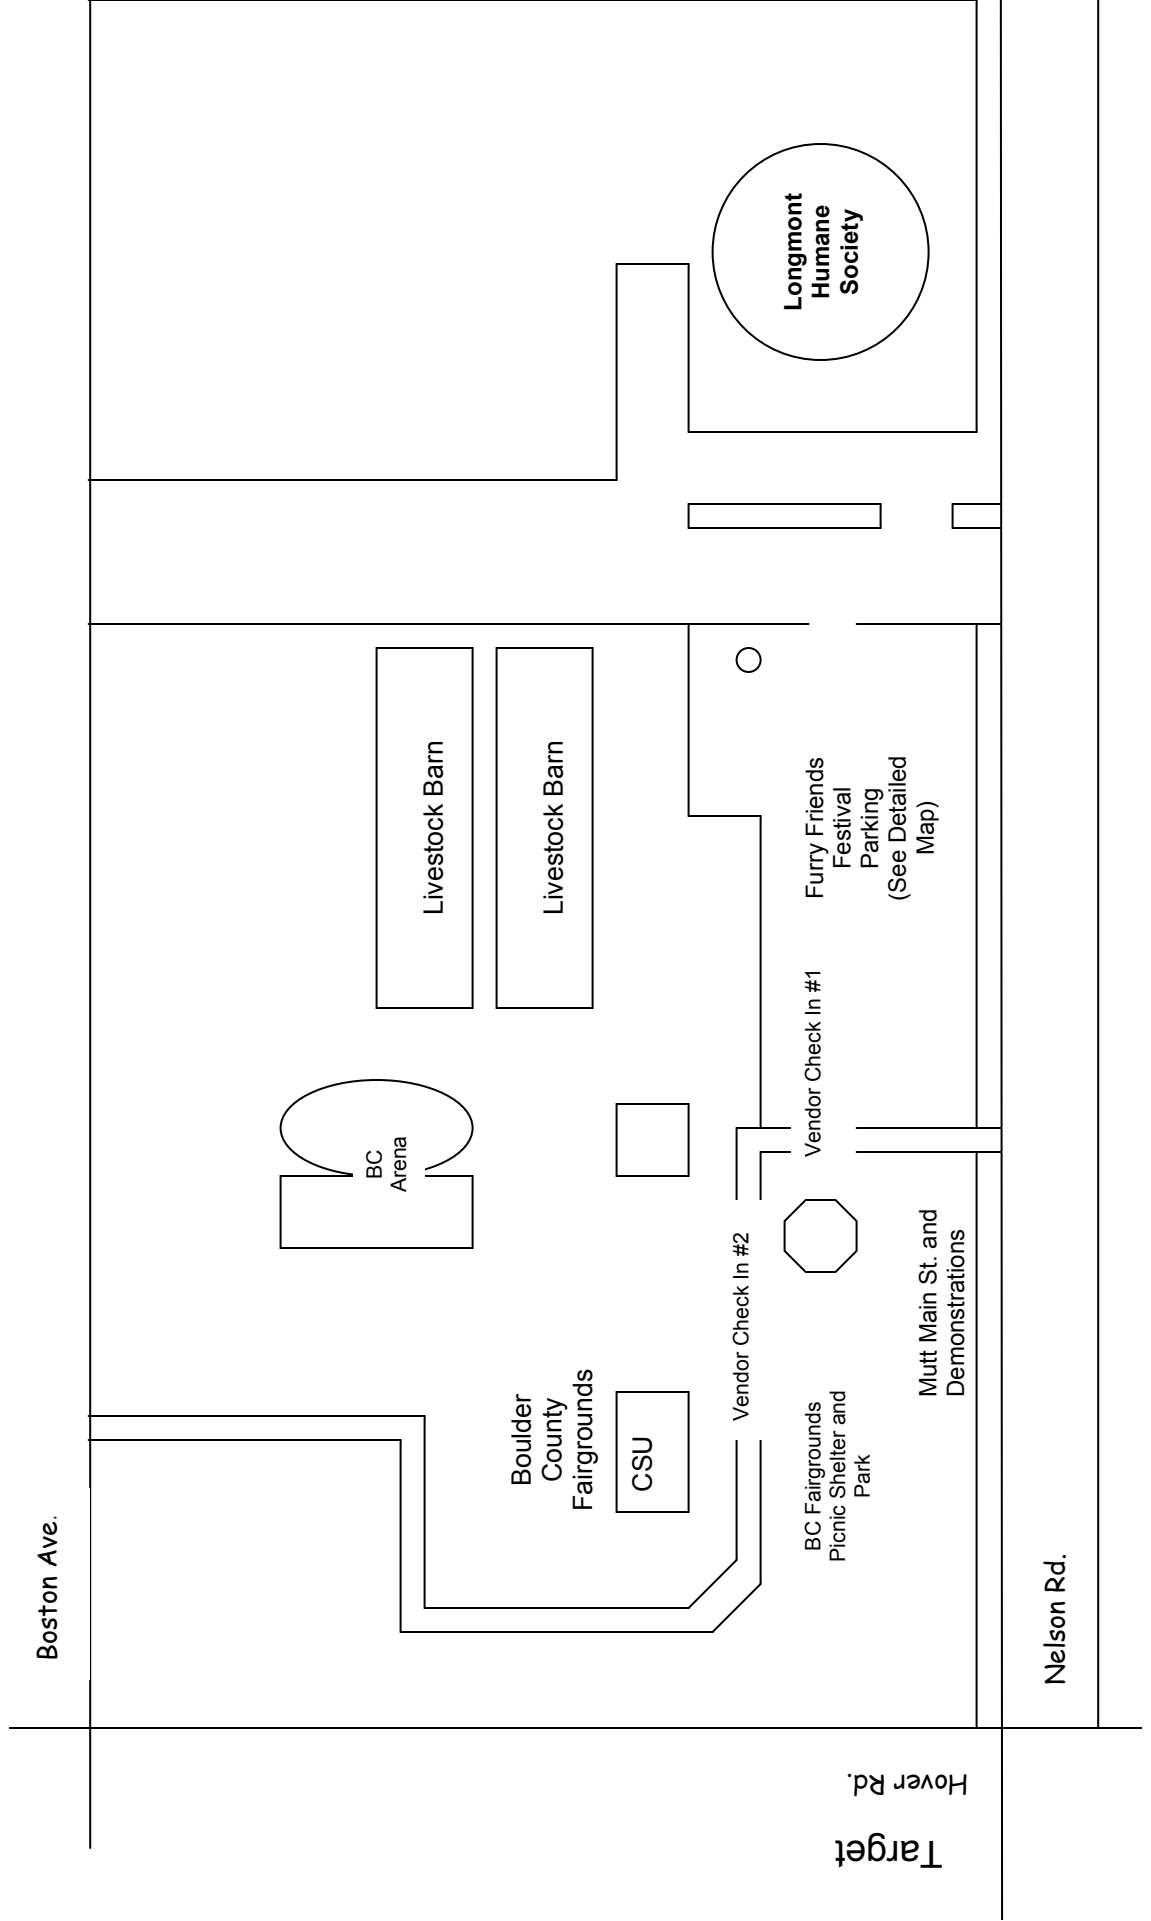 Boston Ave.
Longmont
Humane
Society
Livestock Barn
Livestock Barn
BC
Arena
Boulder
County
Fairgrounds
CSU
Vendor Check In #2
Vendor Check In #1
Furry Friends
Festival
Parking
(See Detailed
Map)
BC Fairgrounds
Picnic Shelter and
Park
Mutt Main St. and
Demonstrations
Nelson Rd.
Hover Rd.
Target